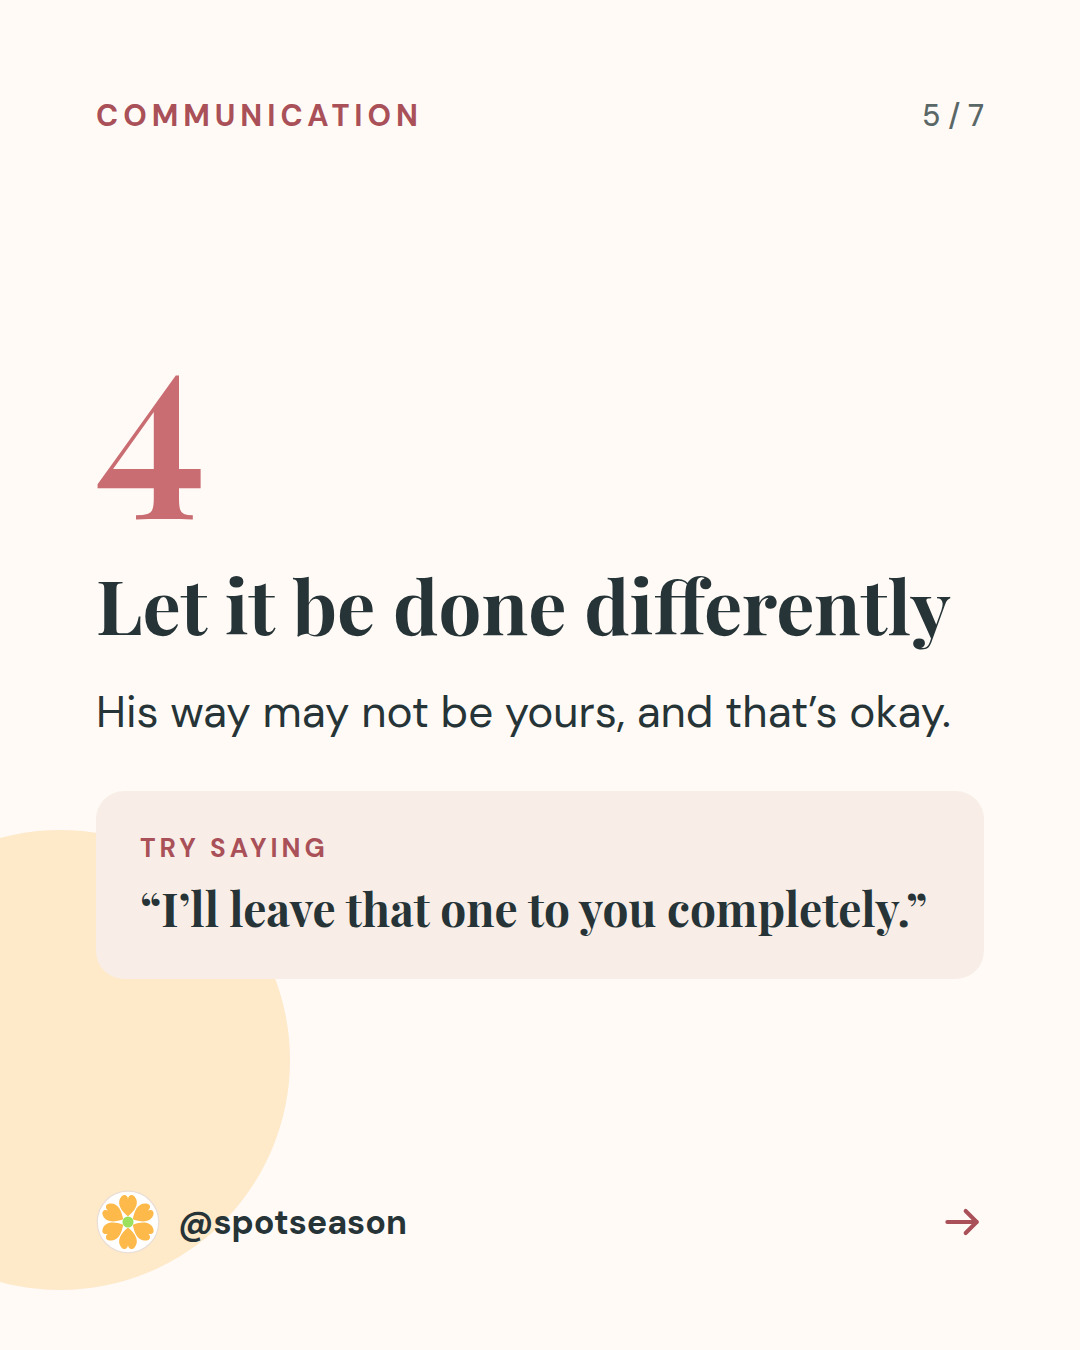 COMMUNICATION
5 / 7
4
Let it be done differently
His way may not be yours, and that’s okay.
TRY SAYING
“I’ll leave that one to you completely.”
@spotseason